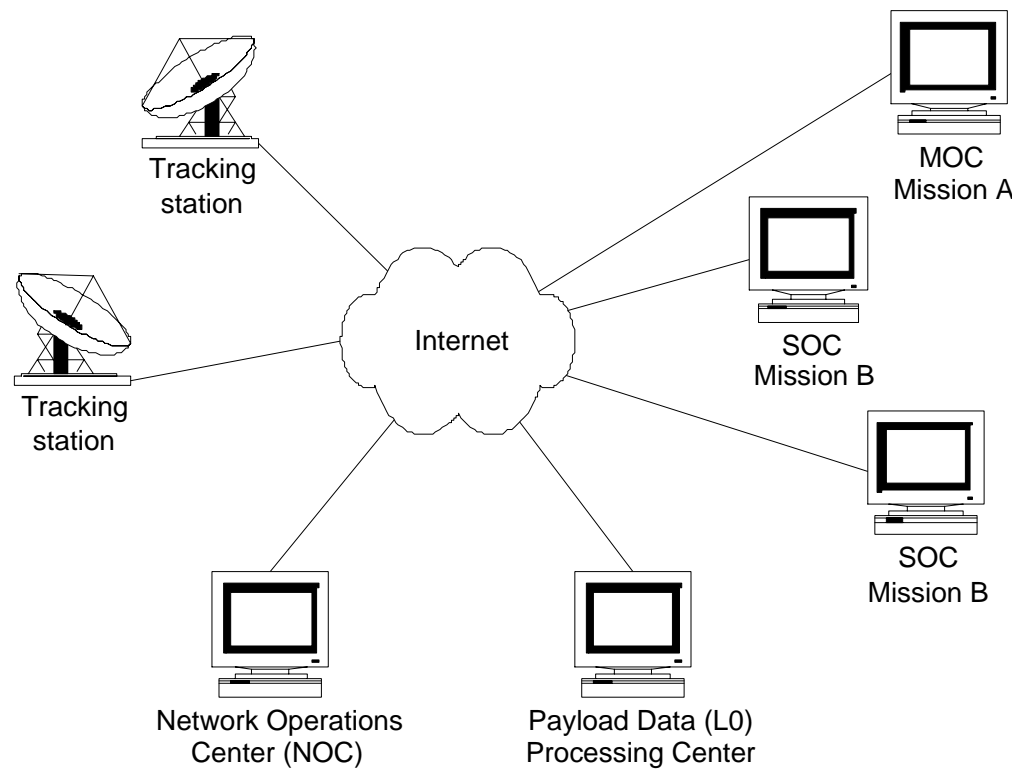 Tracking
station
MOC
Mission A
Internet
SOC
Mission B
Tracking
station
SOC
Mission B
Network Operations
Center (NOC)
Payload Data (L0)
Processing Center